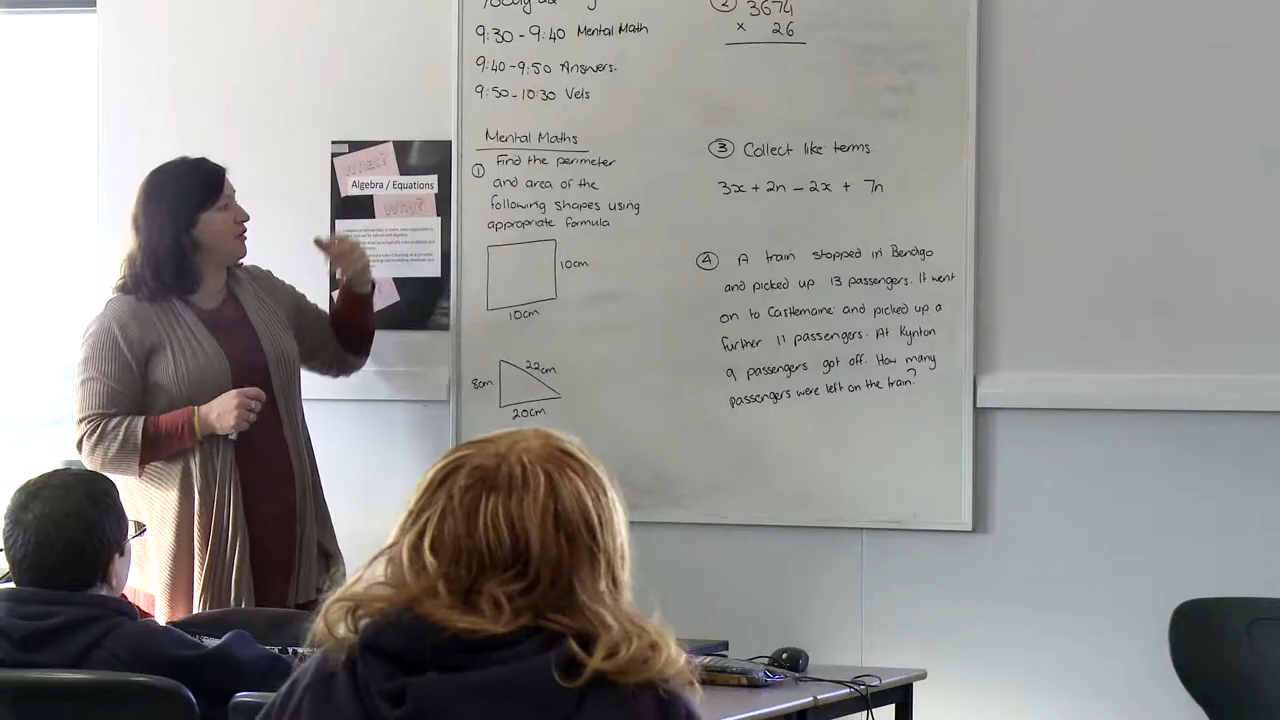 9:30 - 9:40 Mental Math
9:40 - 9:50 Answers.
9:50 - 10:30 Vels
Mental Maths
① Find the perimeter
and area of the
following shapes using
appropriate formula
10cm
10cm
22cm
8cm
20cm
② 3674
× 26
③ Collect like terms
3x + 2n - 2x + 7n
④ A train stopped in Bendigo
and picked up 13 passengers. It went
on to Castlemaine and picked up a
further 11 passengers. At Kynton
9 passengers got off. How many
passengers were left on the train?
WHAT?
Algebra / Equations
WHY?